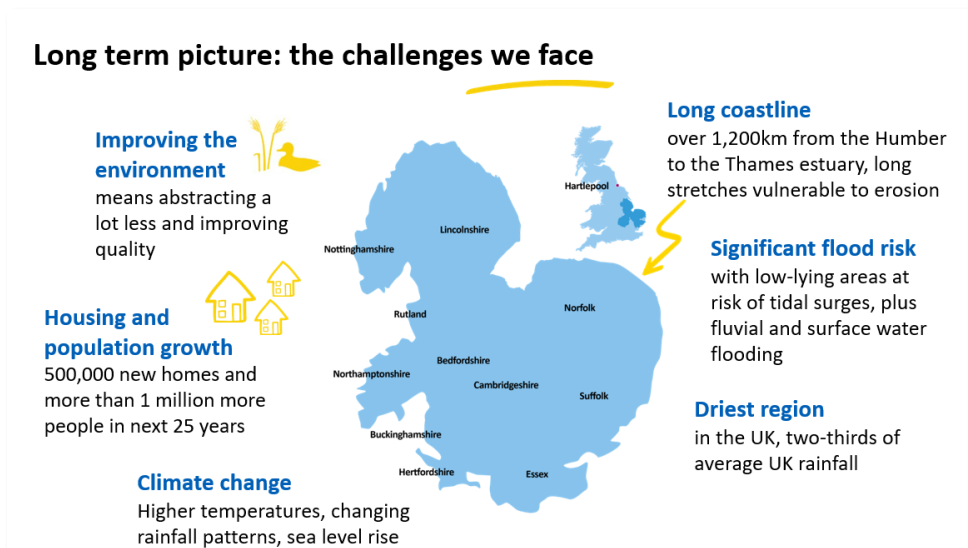 Long term picture: the challenges we face
Improving the
environment
means abstracting a
lot less and improving
quality
Housing and
population growth
500,000 new homes and
more than 1 million more
people in next 25 years
Climate change
Higher temperatures, changing
rainfall patterns, sea level rise
Nottinghamshire
Lincolnshire
Rutland
Norfolk
Bedfordshire
Northamptonshire
Cambridgeshire
Suffolk
Buckinghamshire
Hertfordshire
Essex
Hartlepool
Long coastline
over 1,200km from the Humber
to the Thames estuary, long
stretches vulnerable to erosion
Significant flood risk
with low-lying areas at
risk of tidal surges, plus
fluvial and surface water
flooding
Driest region
in the UK, two-thirds of
average UK rainfall